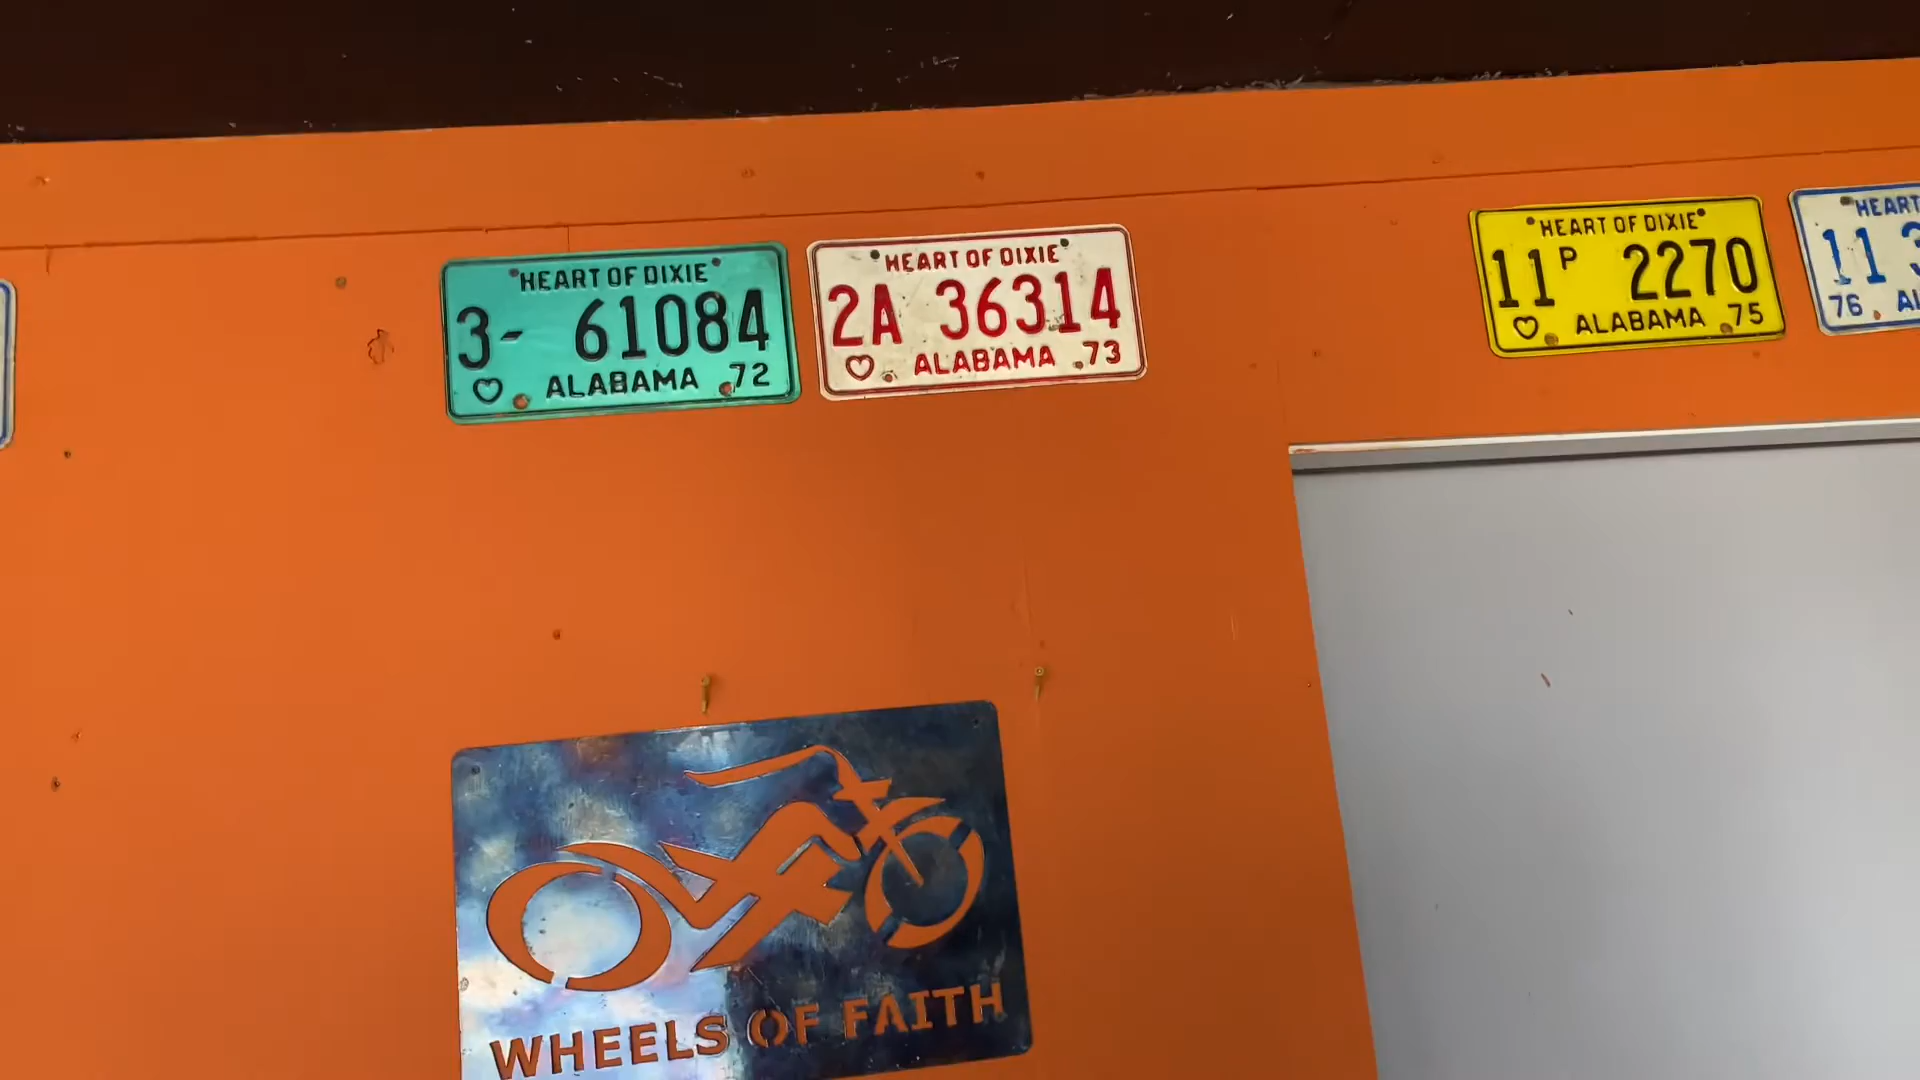 HEART OF DIXIE
3- 61084
ALABAMA 72
HEART OF DIXIE
2A 36314
ALABAMA 73
HEART OF DIXIE
11P 2270
ALABAMA 75
HEART
11
76
WHEELS OF FAITH